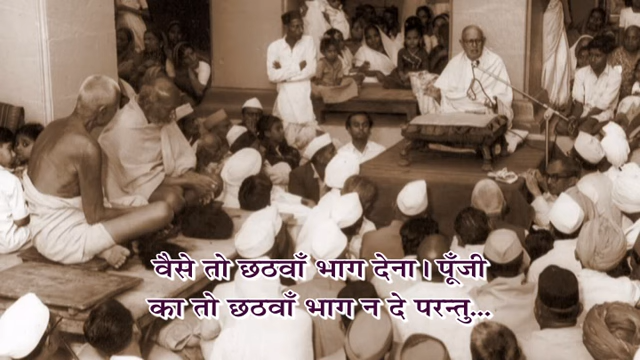 वैसे तो छठवाँ भाग देना। पूँजी
का तो छठवाँ भाग न दे परन्तु...